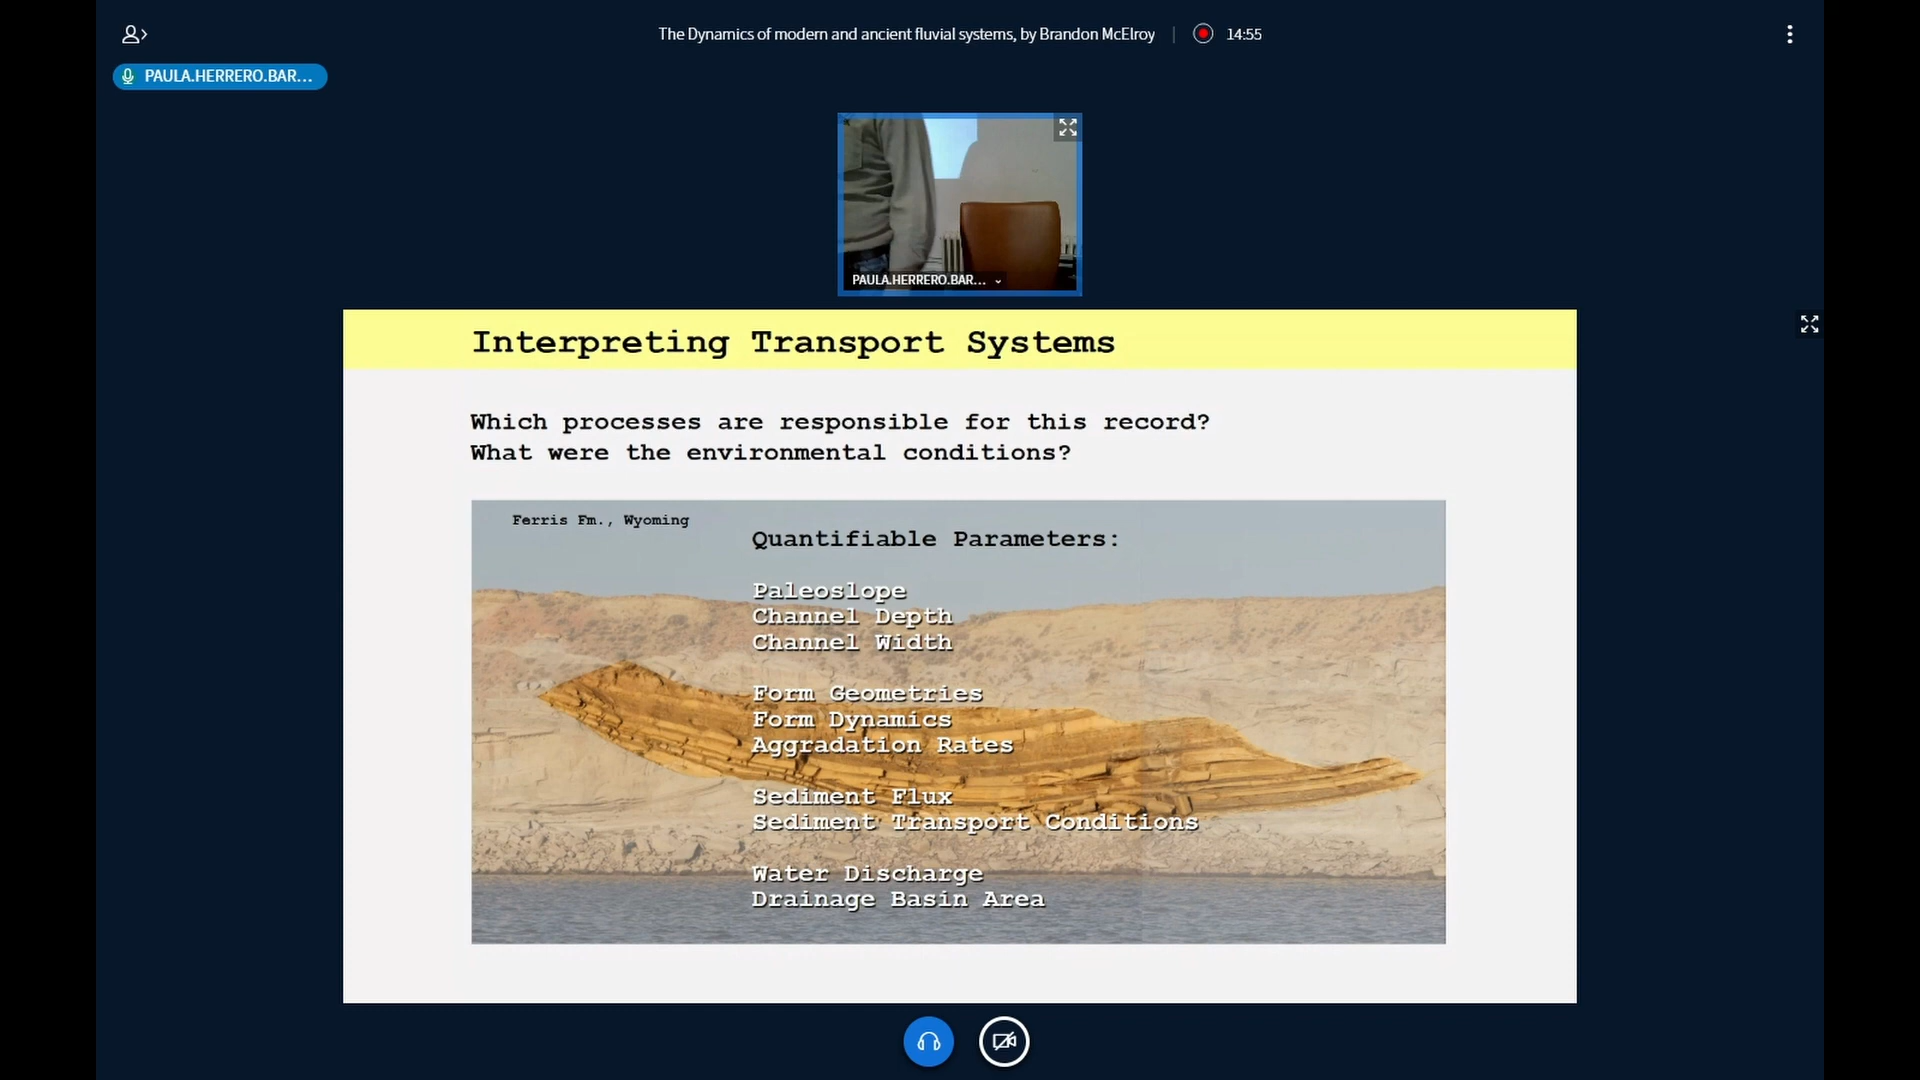 The Dynamics of modern and ancient fluvial systems, by Brandon McElroy
14:55
PAULA.HERRERO.BAR...
PAULA.HERRERO.BAR...
Interpreting Transport Systems
Which processes are responsible for this record?
What were the environmental conditions?
Ferris Fm., Wyoming
Quantifiable Parameters:
Paleoslope
Channel Depth
Channel Width
Form Geometries
Form Dynamics
Aggradation Rates
Sediment Flux
Sediment Transport Conditions
Water Discharge
Drainage Basin Area